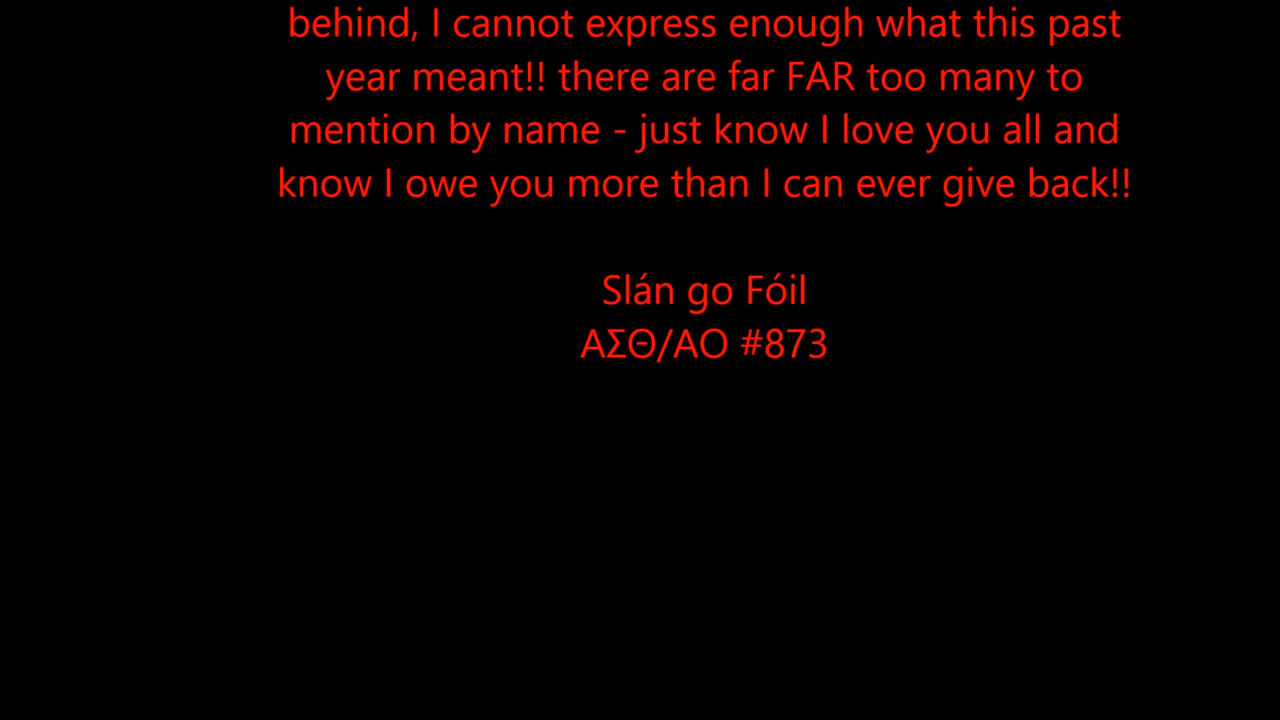 behind, I cannot express enough what this past
year meant!! there are far FAR too many to
mention by name - just know I love you all and
know I owe you more than I can ever give back!!
Slán go Fóil
ΑΣΘ/ΑΟ #873